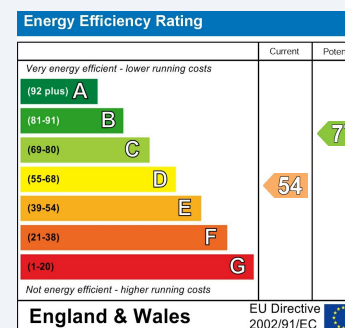 Energy Efficiency Rating
Current
Very energy efficient - lower running costs
(92 plus) A
(81-91) B
(69-80) C
(55-68) D
54
(39-54) E
(21-38) F
(1-20) G
Not energy efficient - higher running costs
England & Wales
EU Directive
2002/91/EC